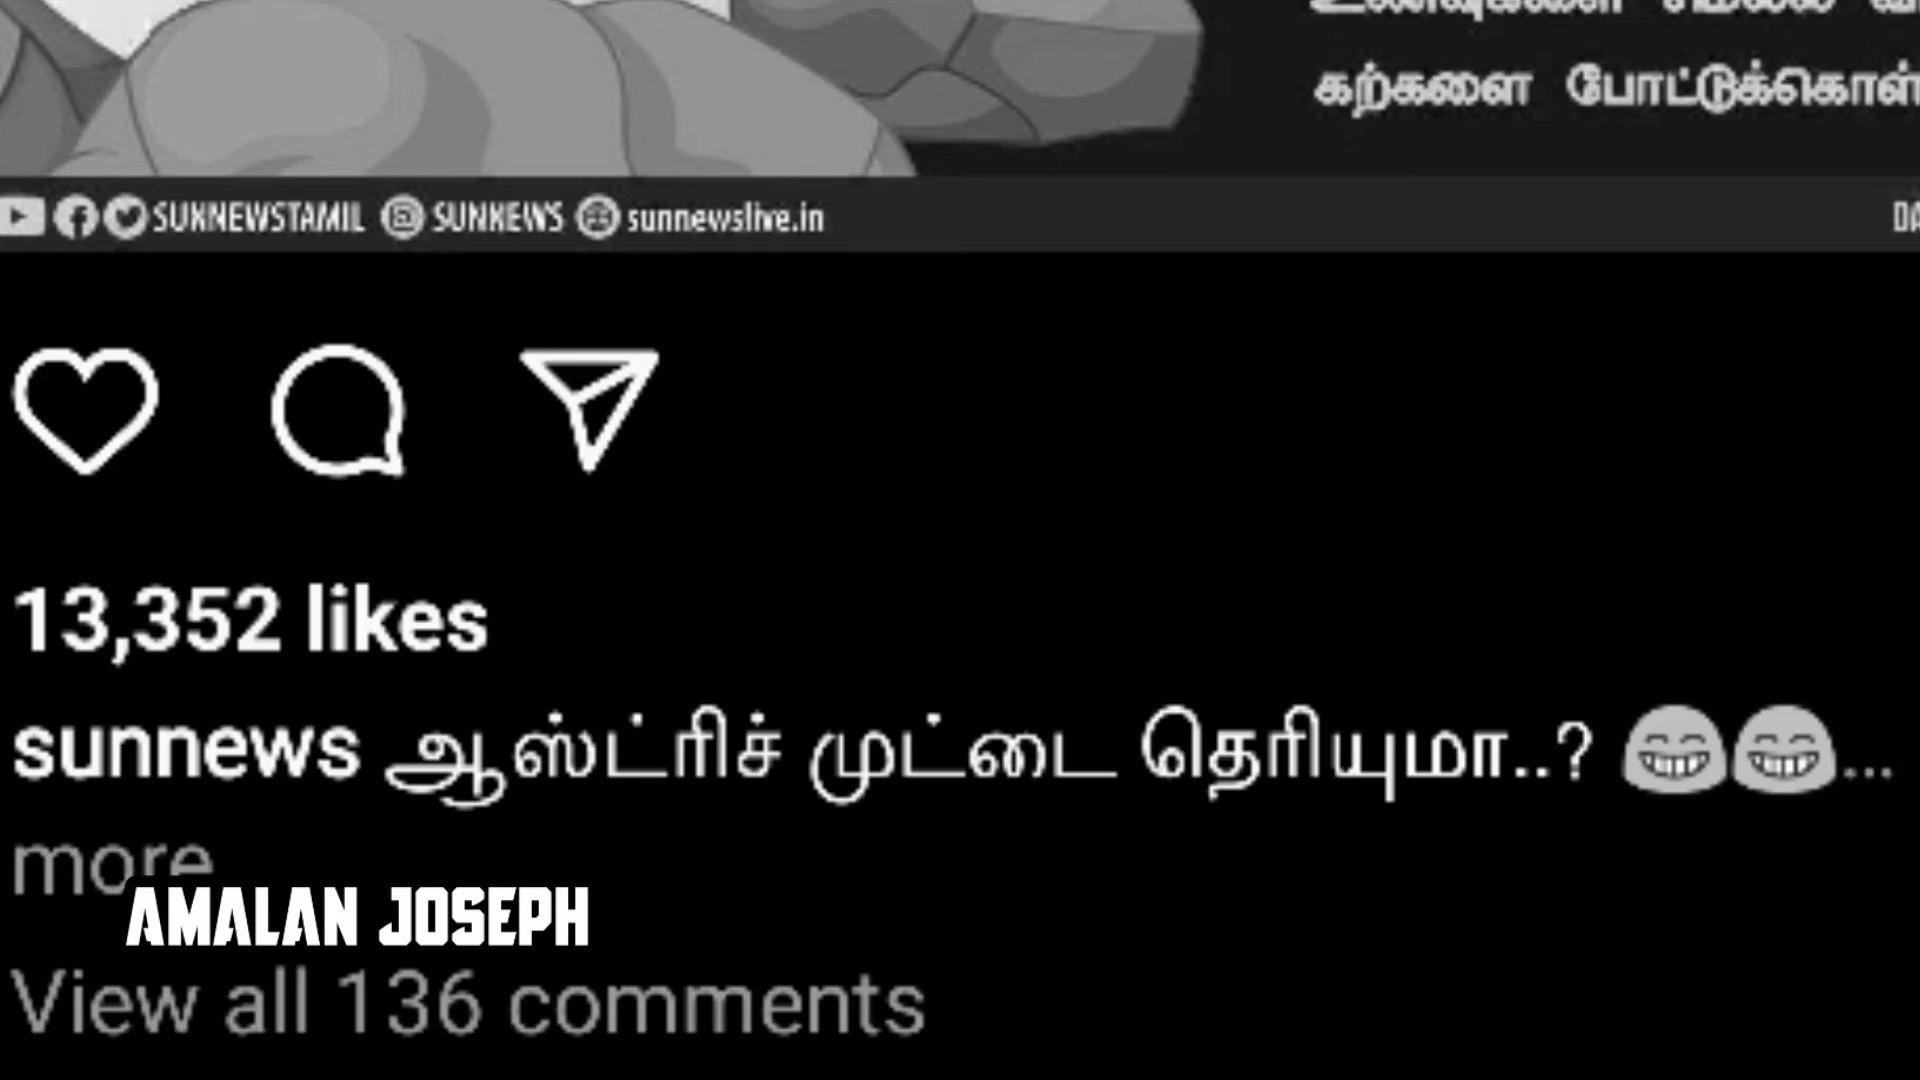 கற்களை போட்டுக்கொள்
SUNNEWSTAMIL SUNNEWS sunnewslive.in
13,352 likes
sunnews ஆஸ்ட்ரிச் முட்டை தெரியுமா..? 😁😁...
more
AMALAN JOSEPH
View all 136 comments